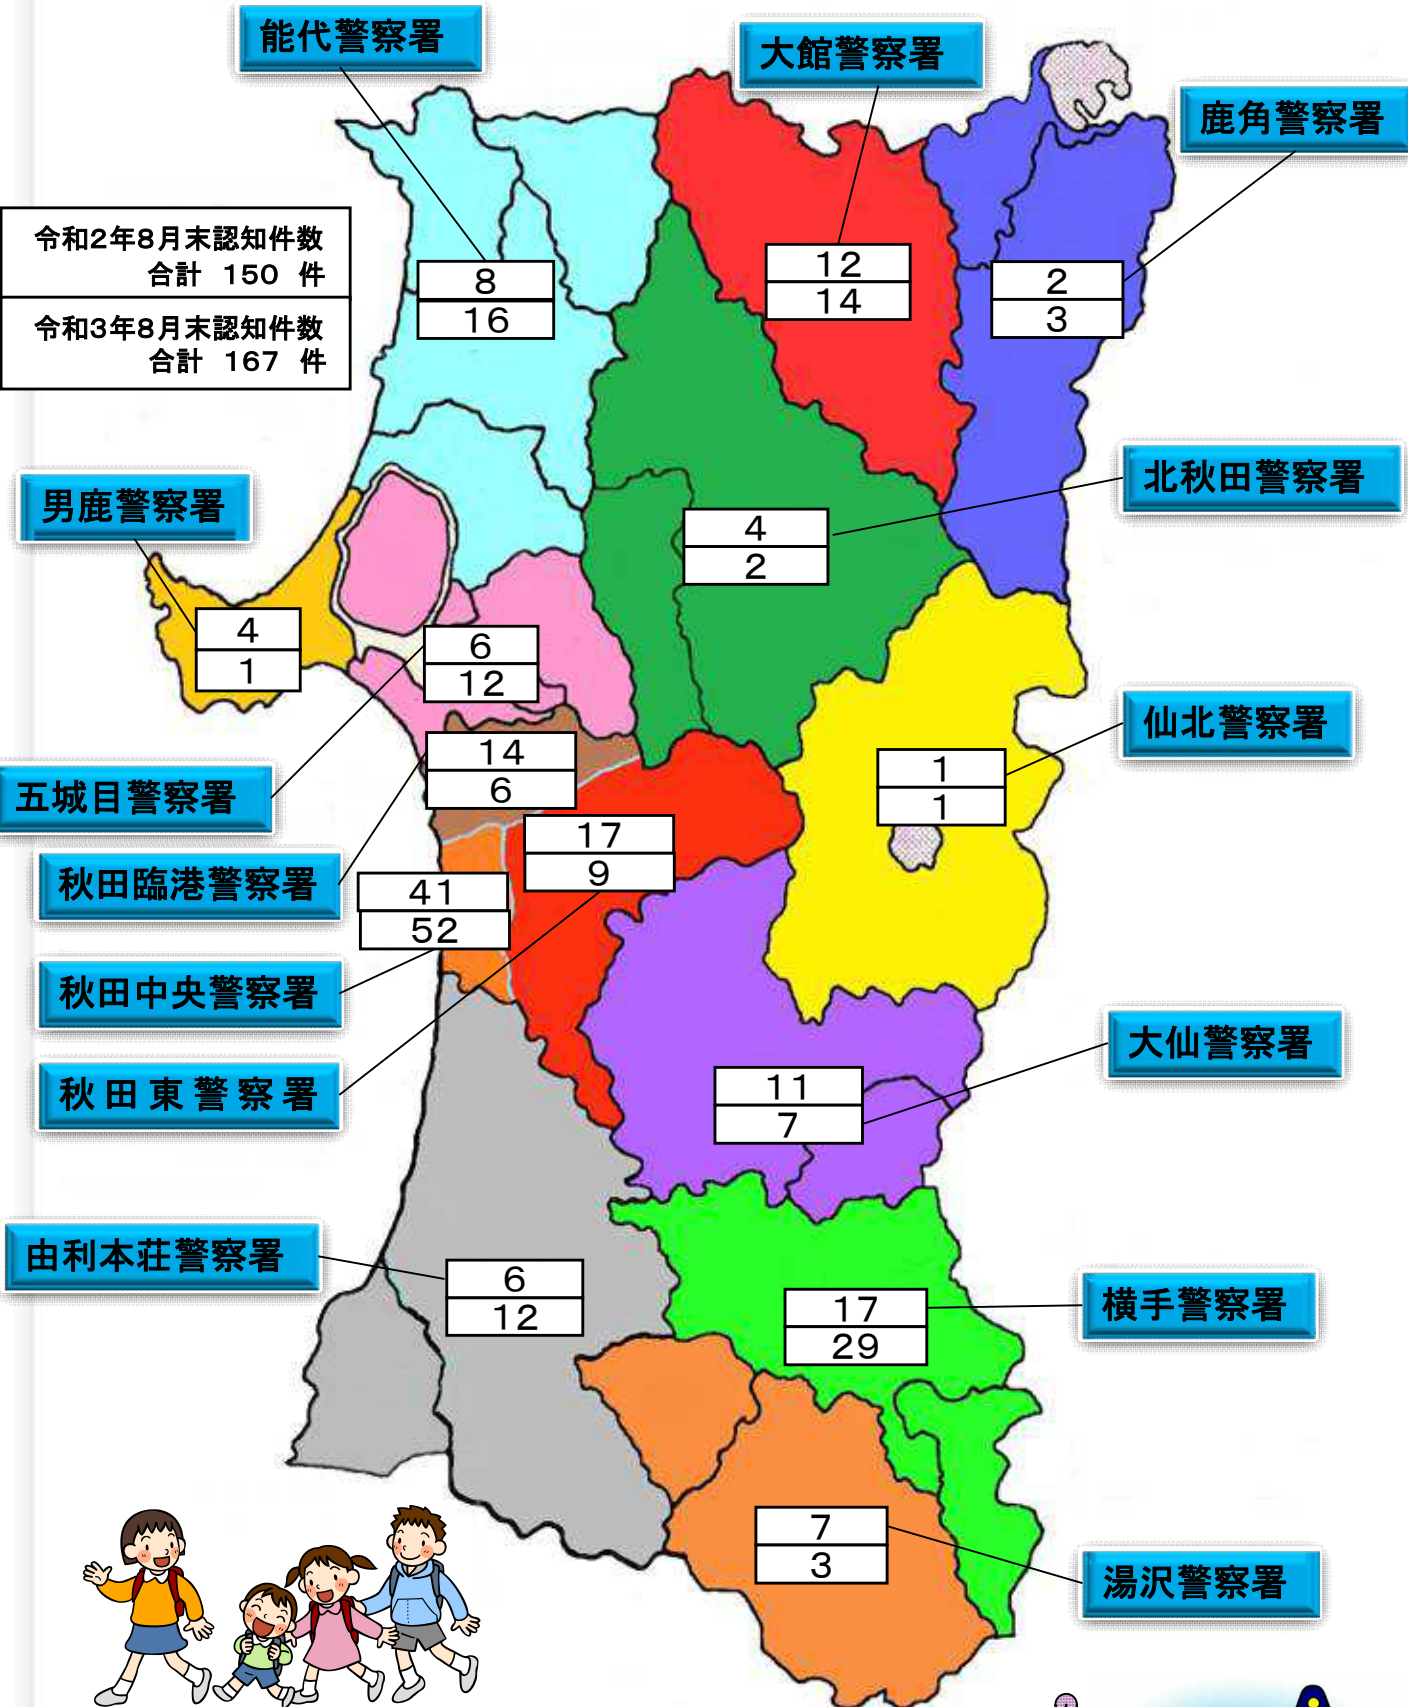 能代警察署
大館警察署
鹿角警察署
令和2年8月末認知件数
合計 150 件
令和3年8月末認知件数
合計 167 件
8
16
12
14
2
3
男鹿警察署
北秋田警察署
4
2
4
1
6
12
仙北警察署
五城目警察署
14
6
1
1
秋田臨港警察署
17
9
41
52
秋田中央警察署
大仙警察署
秋田東警察署
11
7
由利本荘警察署
6
12
横手警察署
17
29
7
3
湯沢警察署